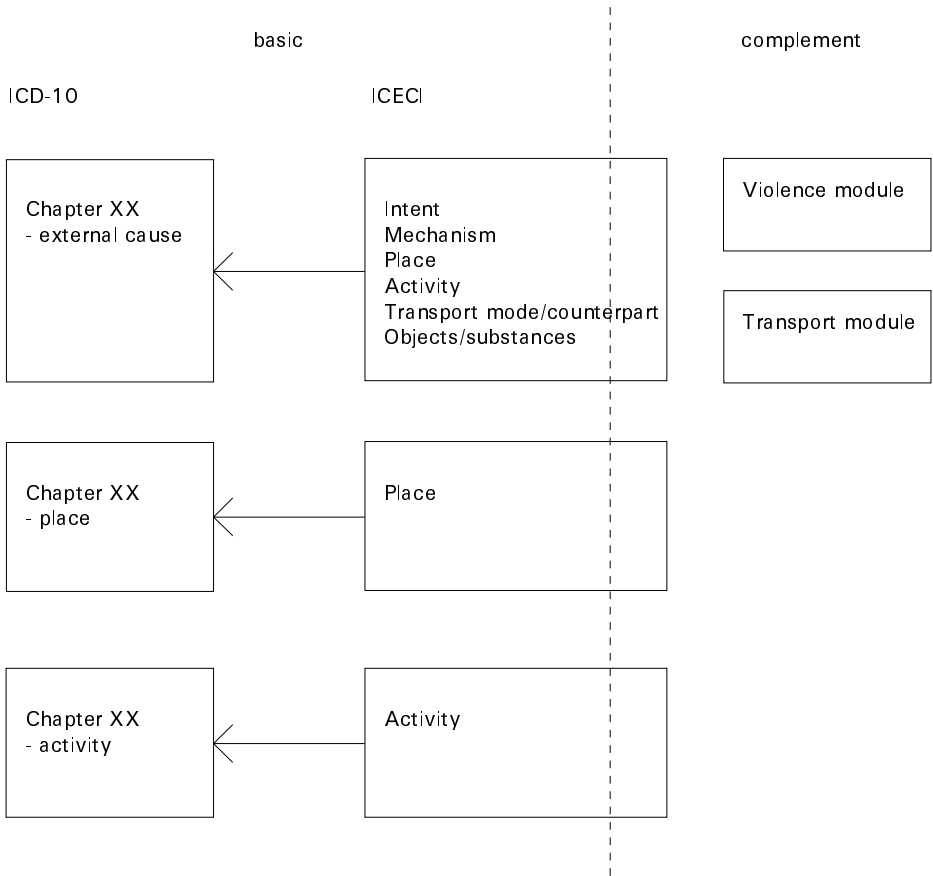 basic
complement
ICD-10
ICECI
Chapter XX
- external cause
Intent
Mechanism
Place
Activity
Transport mode/counterpart
Objects/substances
Violence module
Transport module
Chapter XX
- place
Place
Chapter XX
- activity
Activity